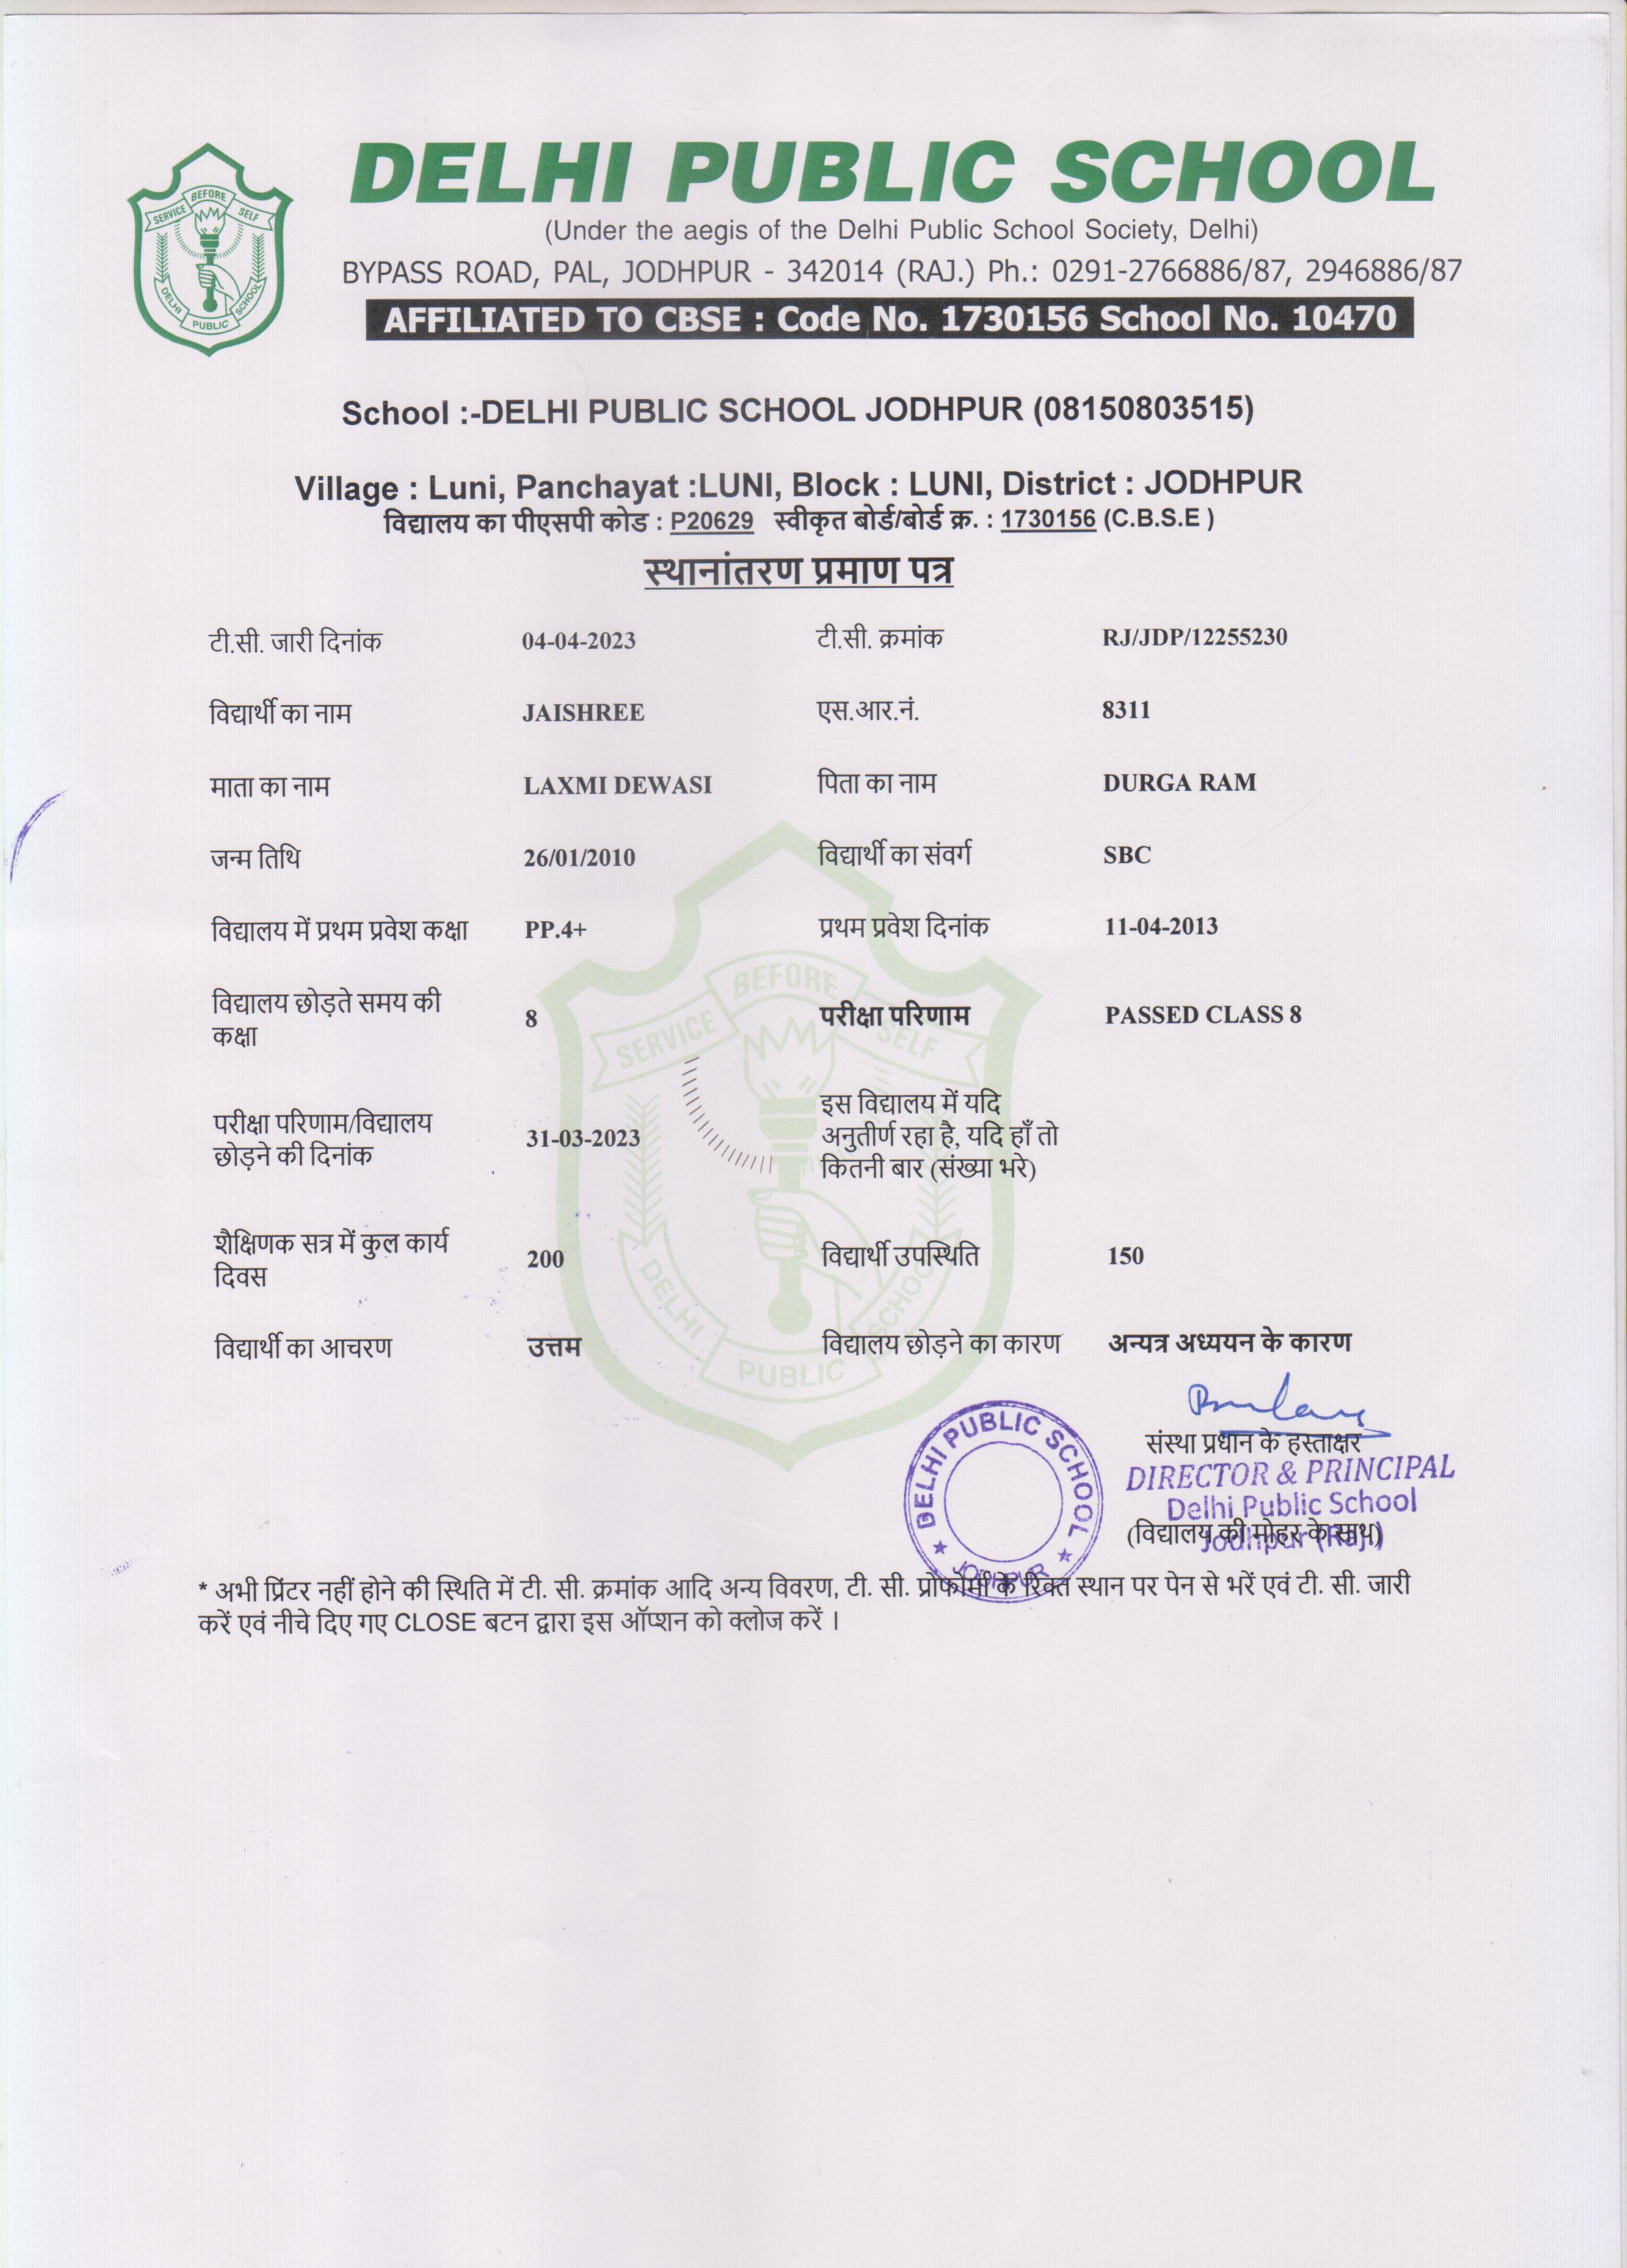 SERVICE BEFORE SELF
DELHI PUBLIC SCHOOL
DELHI PUBLIC SCHOOL
(Under the aegis of the Delhi Public School Society, Delhi)
BYPASS ROAD, PAL, JODHPUR - 342014 (RAJ.) Ph.: 0291-2766886/87, 2946886/87
AFFILIATED TO CBSE : Code No. 1730156 School No. 10470
School :-DELHI PUBLIC SCHOOL JODHPUR (08150803515)
Village : Luni, Panchayat :LUNI, Block : LUNI, District : JODHPUR
विद्यालय का पीएसपी कोड : P20629 स्वीकृत बोर्ड/बोर्ड क्र. : 1730156 (C.B.S.E )
स्थानांतरण प्रमाण पत्र
टी.सी. जारी दिनांक 04-04-2023 टी.सी. क्रमांक RJ/JDP/12255230
विद्यार्थी का नाम JAISHREE एस.आर.नं. 8311
माता का नाम LAXMI DEWASI पिता का नाम DURGA RAM
जन्म तिथि 26/01/2010 विद्यार्थी का संवर्ग SBC
विद्यालय में प्रथम प्रवेश कक्षा PP.4+ प्रथम प्रवेश दिनांक 11-04-2013
विद्यालय छोड़ते समय की
कक्षा 8 परीक्षा परिणाम PASSED CLASS 8
परीक्षा परिणाम/विद्यालय
छोड़ने की दिनांक 31-03-2023
इस विद्यालय में यदि
अनुतीर्ण रहा है, यदि हाँ तो
कितनी बार (संख्या भरे)
शैक्षिणक सत्र में कुल कार्य
दिवस 200 विद्यार्थी उपस्थिति 150
विद्यार्थी का आचरण उत्तम विद्यालय छोड़ने का कारण अन्यत्र अध्ययन के कारण
SERVICE BEFORE SELF
DELHI PUBLIC SCHOOL
DELHI PUBLIC SCHOOL
JODHPUR
संस्था प्रधान के हस्ताक्षर
DIRECTOR & PRINCIPAL
Delhi Public School
Jodhpur (Raj.)
(विद्यालय की मोहर के साथ)
* अभी प्रिंटर नहीं होने की स्थिति में टी. सी. क्रमांक आदि अन्य विवरण, टी. सी. प्रोफोर्मा के रिक्त स्थान पर पेन से भरें एवं टी. सी. जारी
करें एवं नीचे दिए गए CLOSE बटन द्वारा इस ऑप्शन को क्लोज करें ।